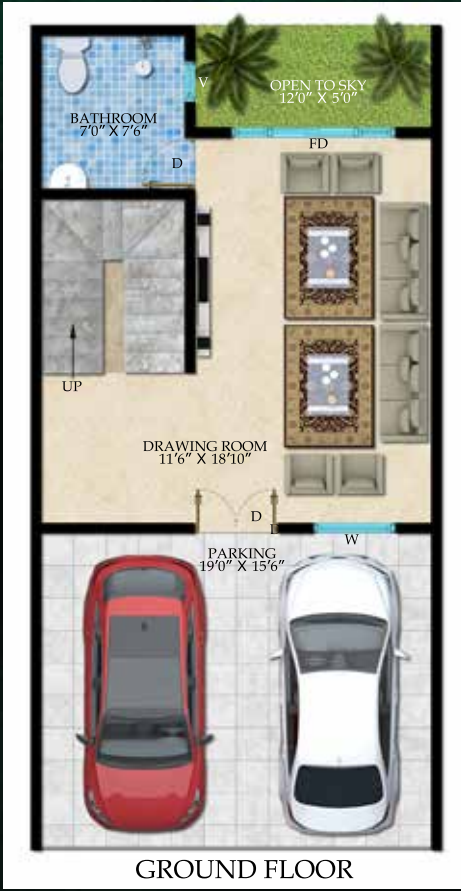 V
OPEN TO SKY
12'0" X 5'0"
BATHROOM
7'0" X 7'6"
FD
D
UP
DRAWING ROOM
11'6" X 18'10"
D
W
PARKING
19'0" X 15'6"
GROUND FLOOR